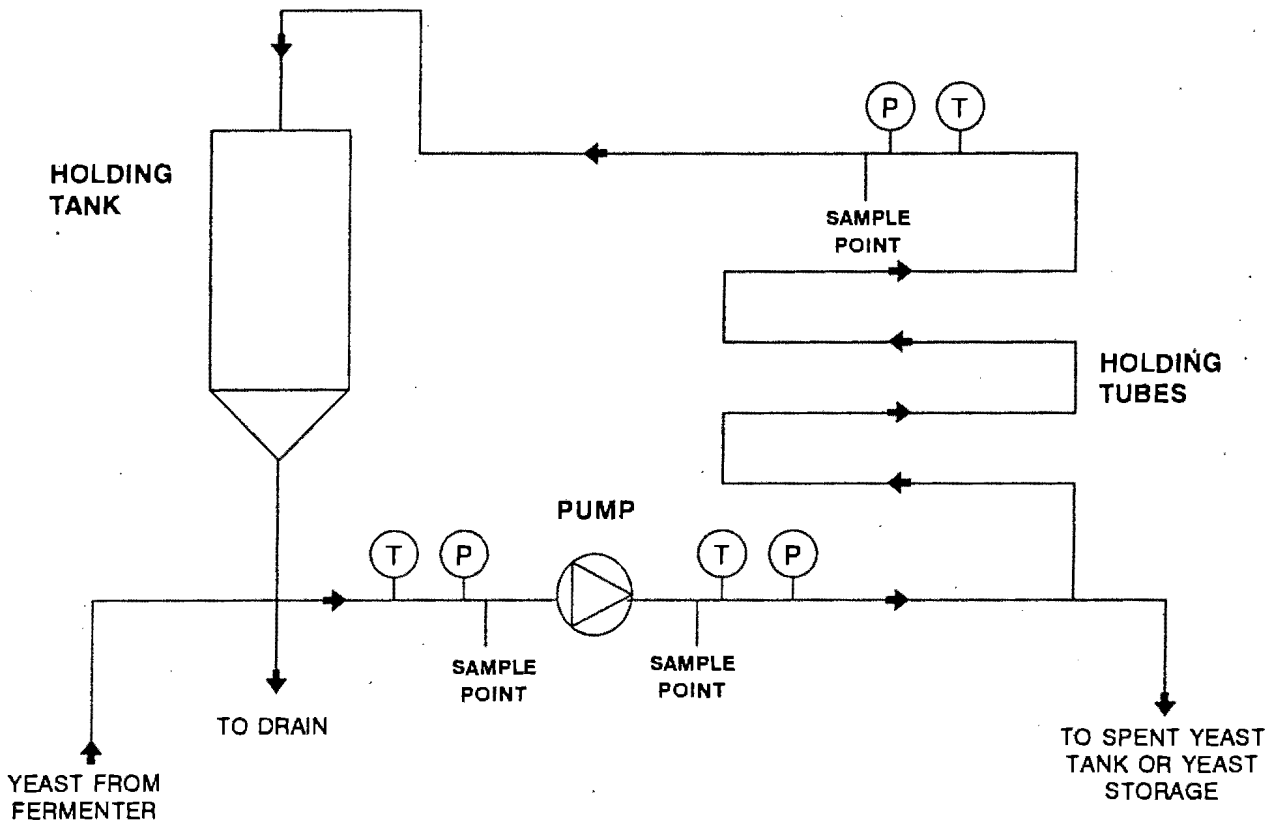 P
T
HOLDING
TANK
SAMPLE
POINT
HOLDING
TUBES
PUMP
T
P
T
P
SAMPLE
POINT
SAMPLE
POINT
TO DRAIN
TO SPENT YEAST
TANK OR YEAST
STORAGE
YEAST FROM
FERMENTER